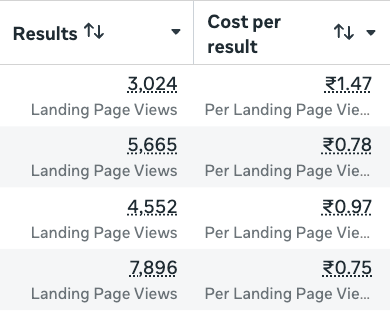 Results
Cost per
result
3,024
₹1.47
Landing Page Views
Per Landing Page Vie...
5,665
₹0.78
Landing Page Views
Per Landing Page Vie...
4,552
₹0.97
Landing Page Views
Per Landing Page Vie...
7,896
₹0.75
Landing Page Views
Per Landing Page Vie...